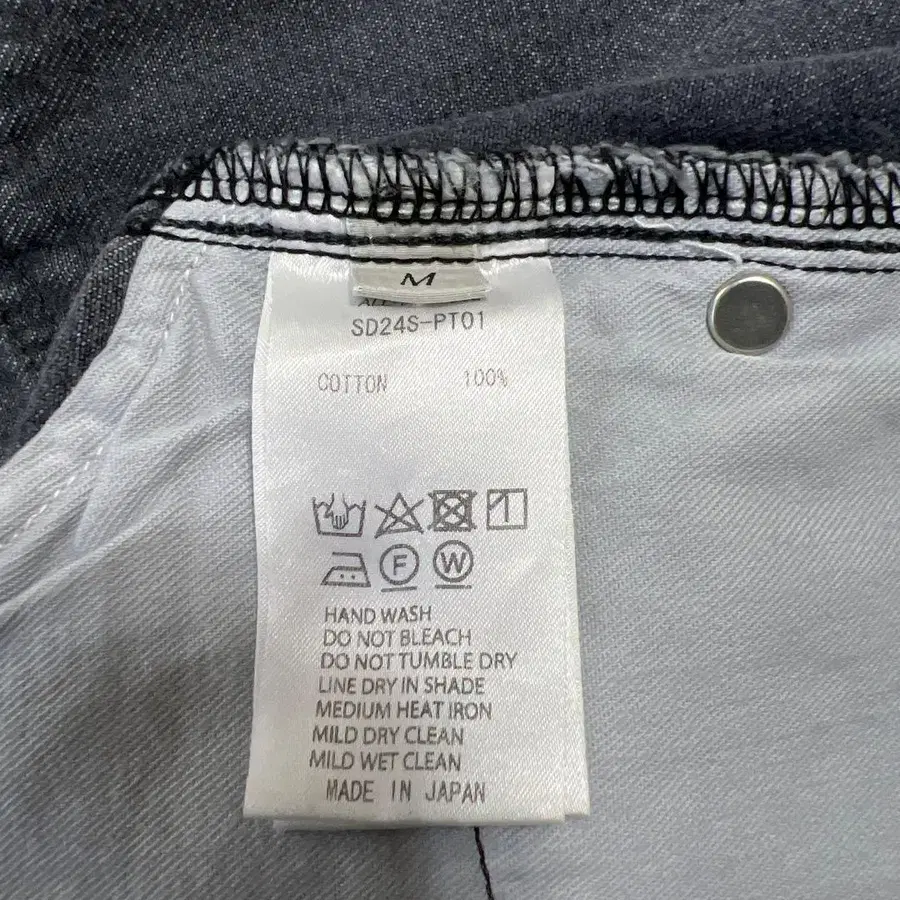 M
SD24S-PT01
COTTON 100%
F W
HAND WASH
DO NOT BLEACH
DO NOT TUMBLE DRY
LINE DRY IN SHADE
MEDIUM HEAT IRON
MILD DRY CLEAN
MILD WET CLEAN
MADE IN JAPAN